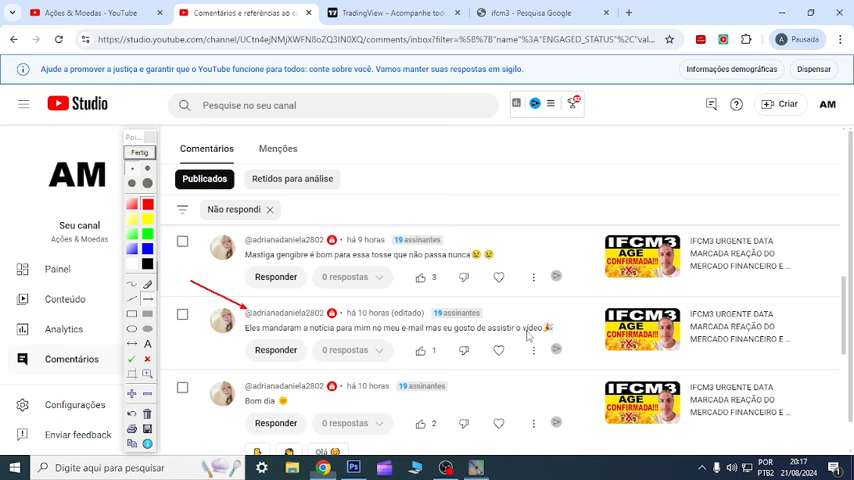 Ações & Moedas - YouTube
Comentários e referências ao ca
TradingView — Acompanhe todo
ifcm3 - Pesquisa Google
https://studio.youtube.com/channel/UCtn4ejNMjXWFN8oZQ3IN0XQ/comments/inbox?filter=%5B%7B"name"%3A"ENGAGED_STATUS"%2C"val...
A
Pausada
Ajude a promover a justiça e garantir que o YouTube funcione para todos: conte sobre você. Vamos manter suas respostas em sigilo.
Informações demográficas
Dispensar
Studio
Pesquise no seu canal
Criar
AM
Poi...
Fertig
AM
Seu canal
Ações & Moedas
Painel
Conteúdo
Analytics
Comentários
Configurações
Enviar feedback
A
Comentários
Menções
Publicados
Retidos para análise
Não respondi
@adrianadaniela2802 • há 9 horas 19 assinantes
Mastiga gengibre é bom para essa tosse que não passa nunca😢 😢
Responder
0 respostas
3
IFCM3
AGE
CONFIRMADA!!!
IFCM3 URGENTE DATA
MARCADA REAÇÃO DO
MERCADO FINANCEIRO E ...
@adrianadaniela2802 • há 10 horas (editado) 19 assinantes
Eles mandaram a notícia para mim no meu e-mail mas eu gosto de assistir o vídeo 🎉
Responder
0 respostas
1
IFCM3
AGE
CONFIRMADA!!!
IFCM3 URGENTE DATA
MARCADA REAÇÃO DO
MERCADO FINANCEIRO E ...
@adrianadaniela2802 • há 10 horas 19 assinantes
Bom dia 🌞
Responder
0 respostas
2
Olá 😊
IFCM3
AGE
CONFIRMADA!!!
IFCM3 URGENTE DATA
MARCADA REAÇÃO DO
MERCADO FINANCEIRO E ...
Digite aqui para pesquisar
Ps
POR
PTB2
20:17
21/08/2024
1